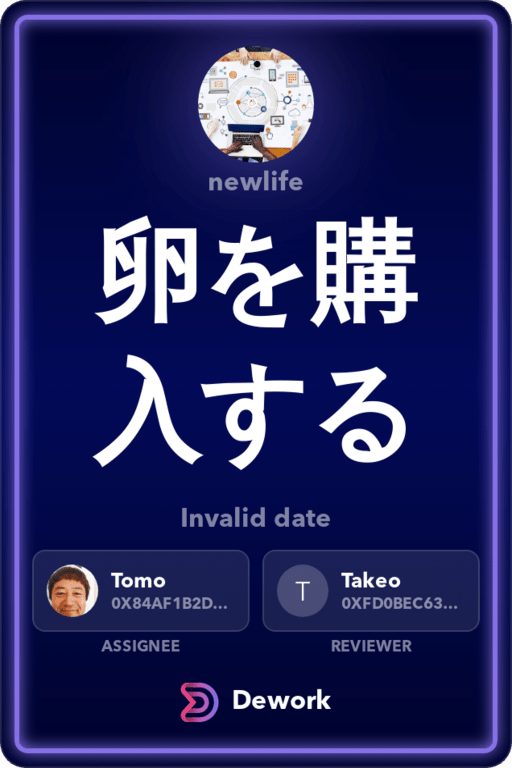 newlife
卵を購
入する
Invalid date
Tomo
0X84AF1B2D...
ASSIGNEE
T
Takeo
0XFD0BEC63...
REVIEWER
Dework